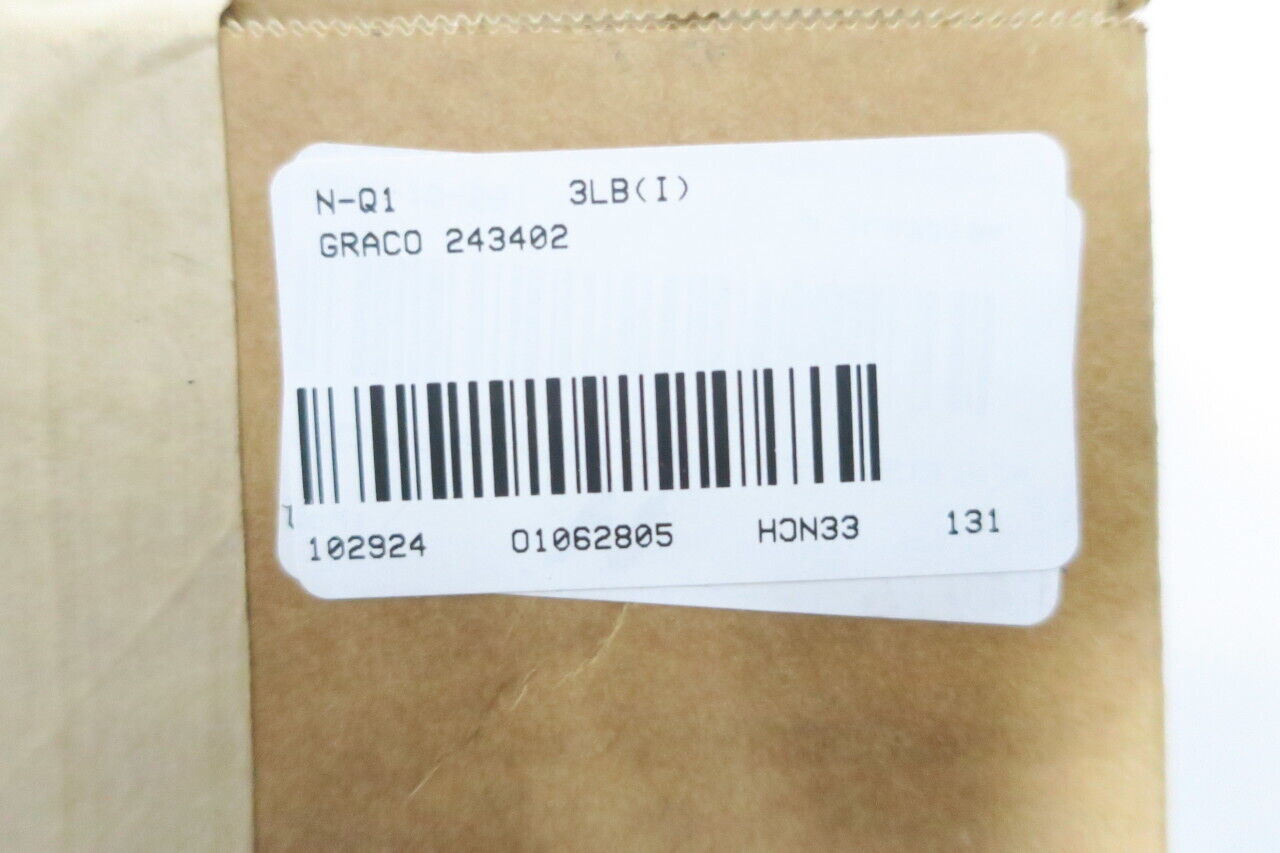 N-Q1 3LB(I)
GRACO 243402
102924 01062805 HJN33 131